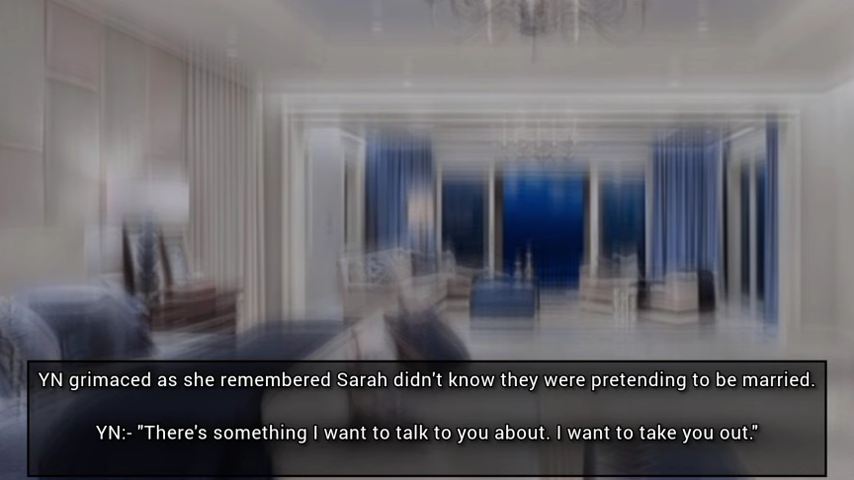 YN grimaced as she remembered Sarah didn't know they were pretending to be married.
YN:- "There's something I want to talk to you about. I want to take you out."